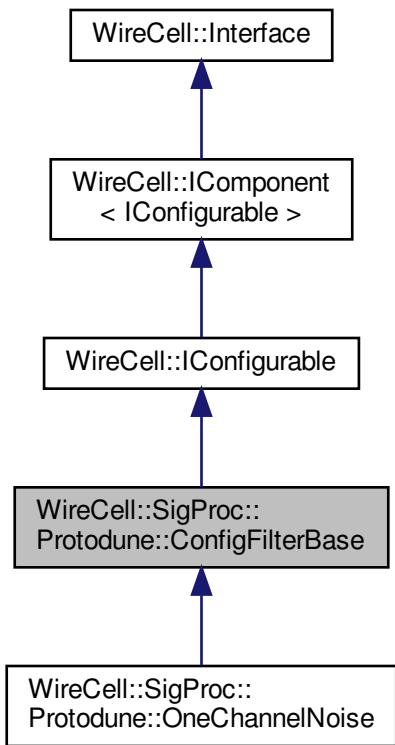 WireCell::Interface
WireCell::IComponent
< IConfigurable >
WireCell::IConfigurable
WireCell::SigProc::
Protodune::ConfigFilterBase
WireCell::SigProc::
Protodune::OneChannelNoise